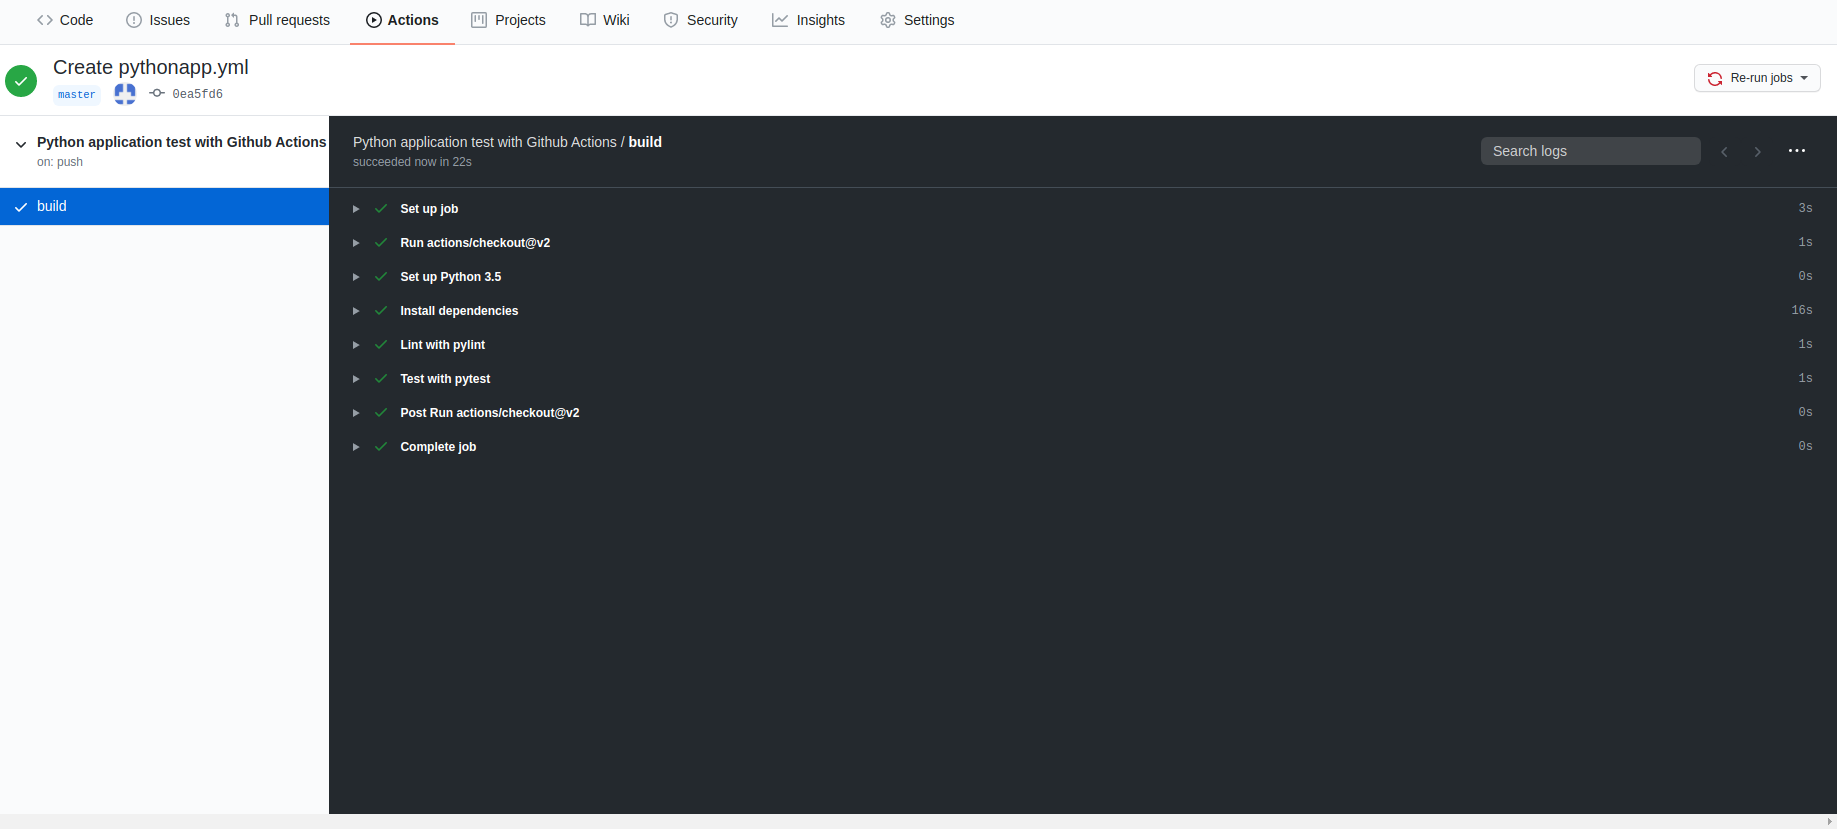 Code Issues Pull requests Actions Projects Wiki Security Insights Settings
Create pythonapp.yml
master 0ea5fd6
Re-run jobs
Python application test with Github Actions
on: push
build
Python application test with Github Actions / build
succeeded now in 22s
Search logs
Set up job 3s
Run actions/checkout@v2 1s
Set up Python 3.5 0s
Install dependencies 16s
Lint with pylint 1s
Test with pytest 1s
Post Run actions/checkout@v2 0s
Complete job 0s